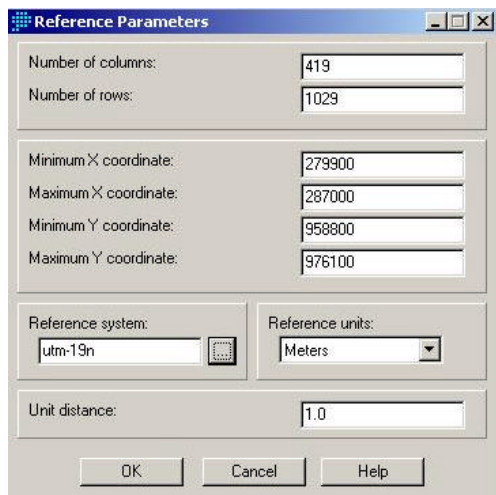 Reference Parameters
Number of columns: 419
Number of rows: 1029
Minimum X coordinate: 279900
Maximum X coordinate: 287000
Minimum Y coordinate: 958800
Maximum Y coordinate: 976100
Reference system: Reference units:
utm-19n ... Meters
Unit distance: 1.0
OK Cancel Help